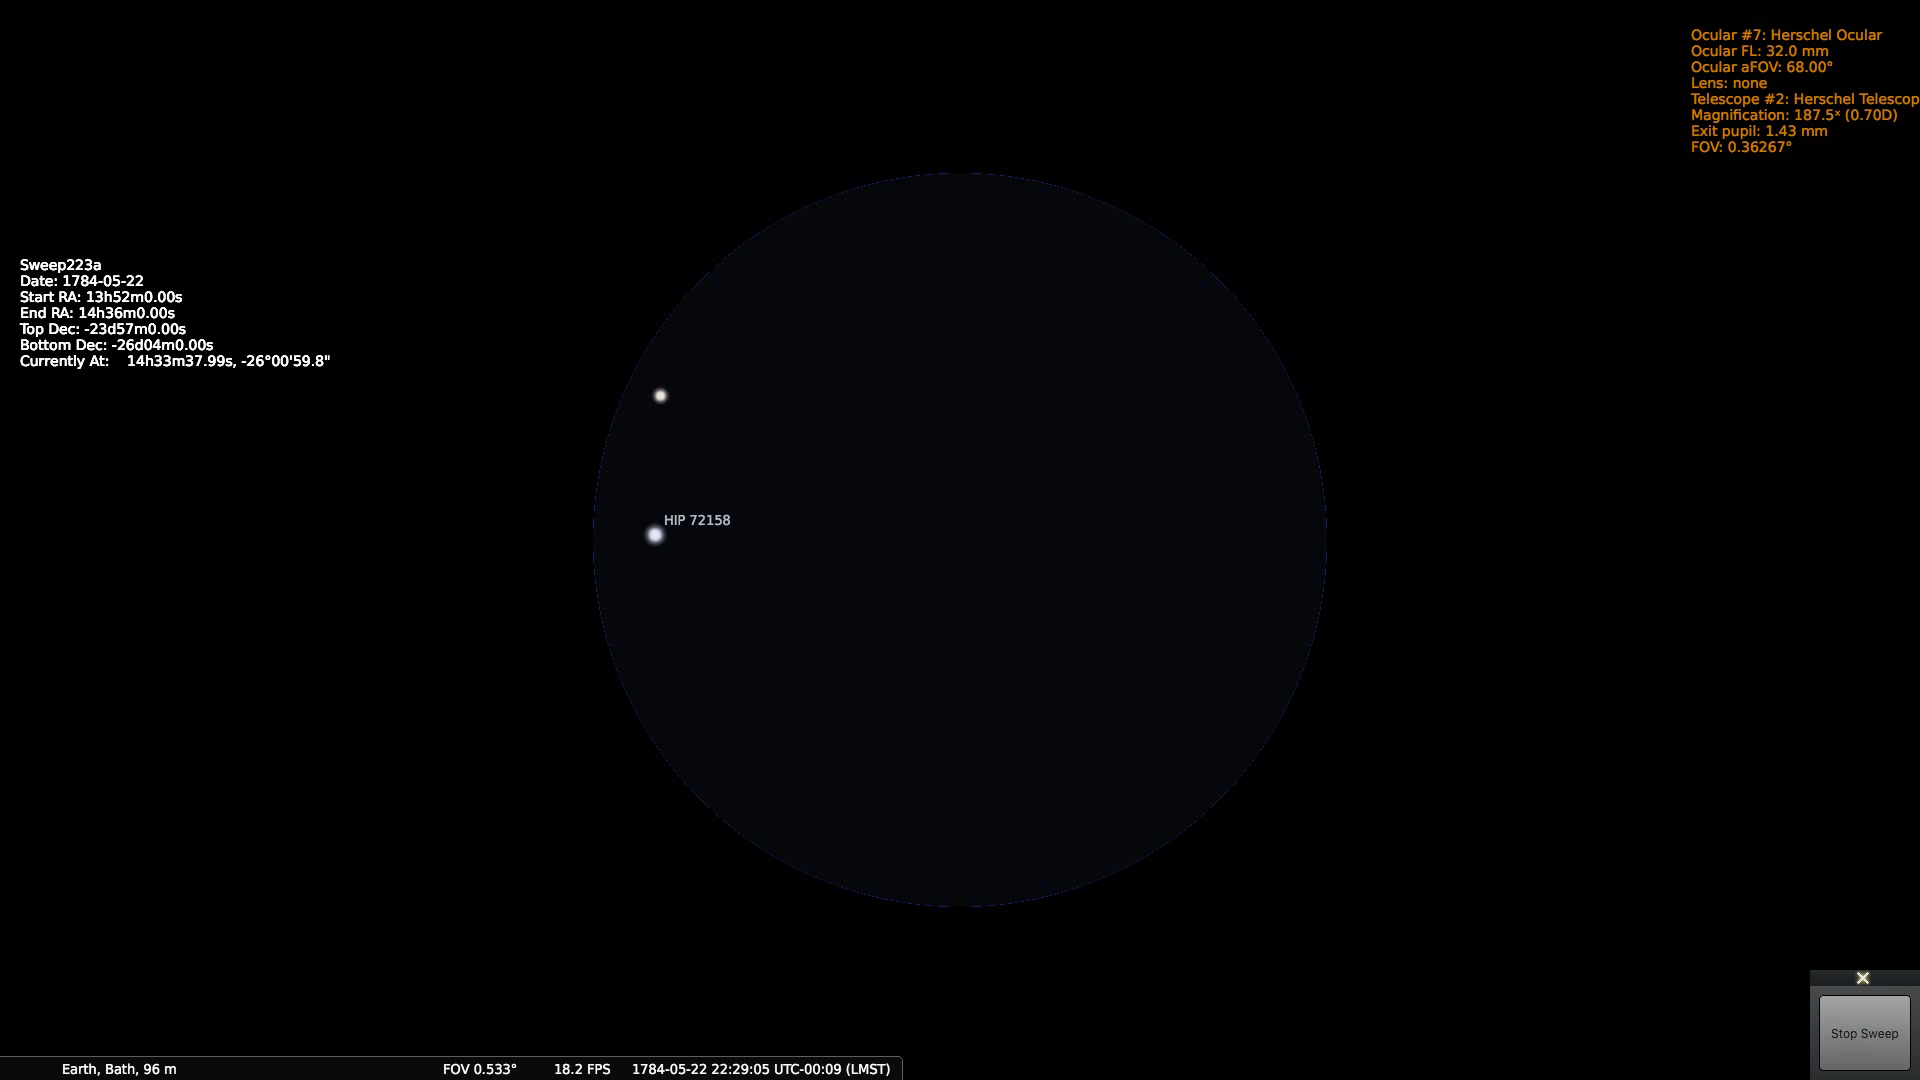 Ocular #7: Herschel Ocular
Ocular FL: 32.0 mm
Ocular aFOV: 68.00°
Lens: none
Telescope #2: Herschel Telescop
Magnification: 187.5ˣ (0.70D)
Exit pupil: 1.43 mm
FOV: 0.36267°
Sweep223a
Date: 1784-05-22
Start RA: 13h52m0.00s
End RA: 14h36m0.00s
Top Dec: -23d57m0.00s
Bottom Dec: -26d04m0.00s
Currently At: 14h33m37.99s, -26°00'59.8"
HIP 72158
Stop Sweep
Earth, Bath, 96 m FOV 0.533° 18.2 FPS 1784-05-22 22:29:05 UTC-00:09 (LMST)